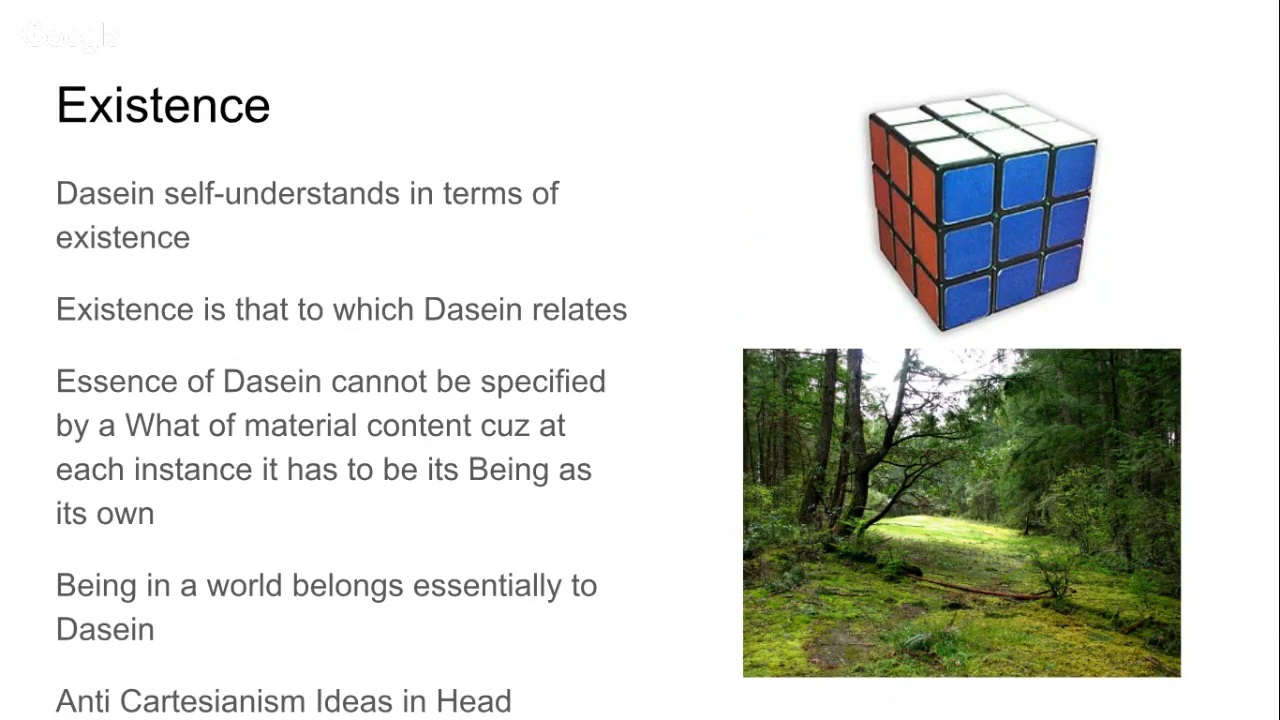 Google
Existence
Dasein self-understands in terms of
existence
Existence is that to which Dasein relates
Essence of Dasein cannot be specified
by a What of material content cuz at
each instance it has to be its Being as
its own
Being in a world belongs essentially to
Dasein
Anti Cartesianism Ideas in Head